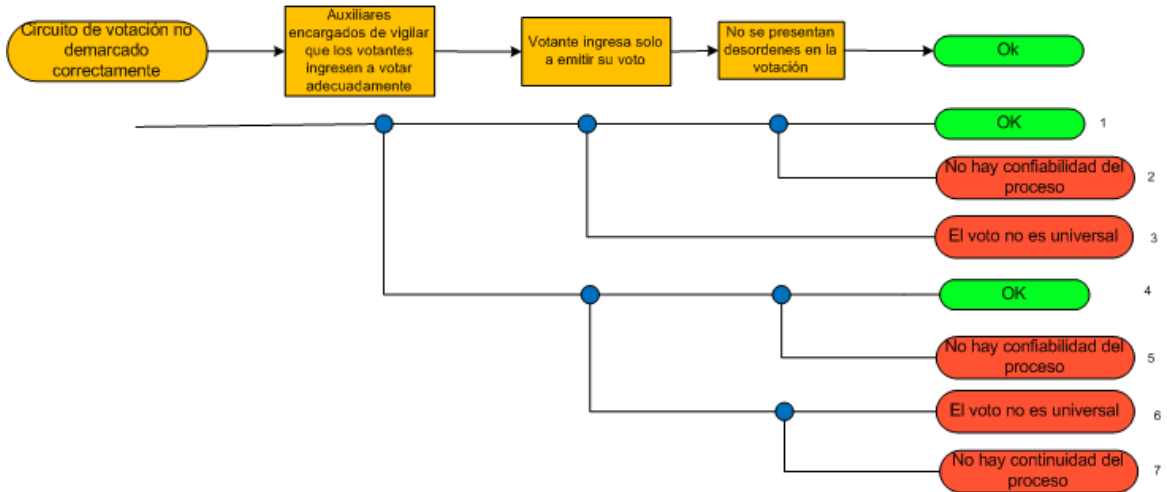 Circuito de votación no
demarcado
correctamente
Auxiliares
encargados de vigilar
que los votantes
ingresen a votar
adecuadamente
Votante ingresa solo
a emitir su voto
No se presentan
desordenes en la
votación
Ok
OK
1
No hay confiabilidad del
proceso
2
El voto no es universal
3
OK
4
No hay confiabilidad del
proceso
5
El voto no es universal
6
No hay continuidad del
proceso
7